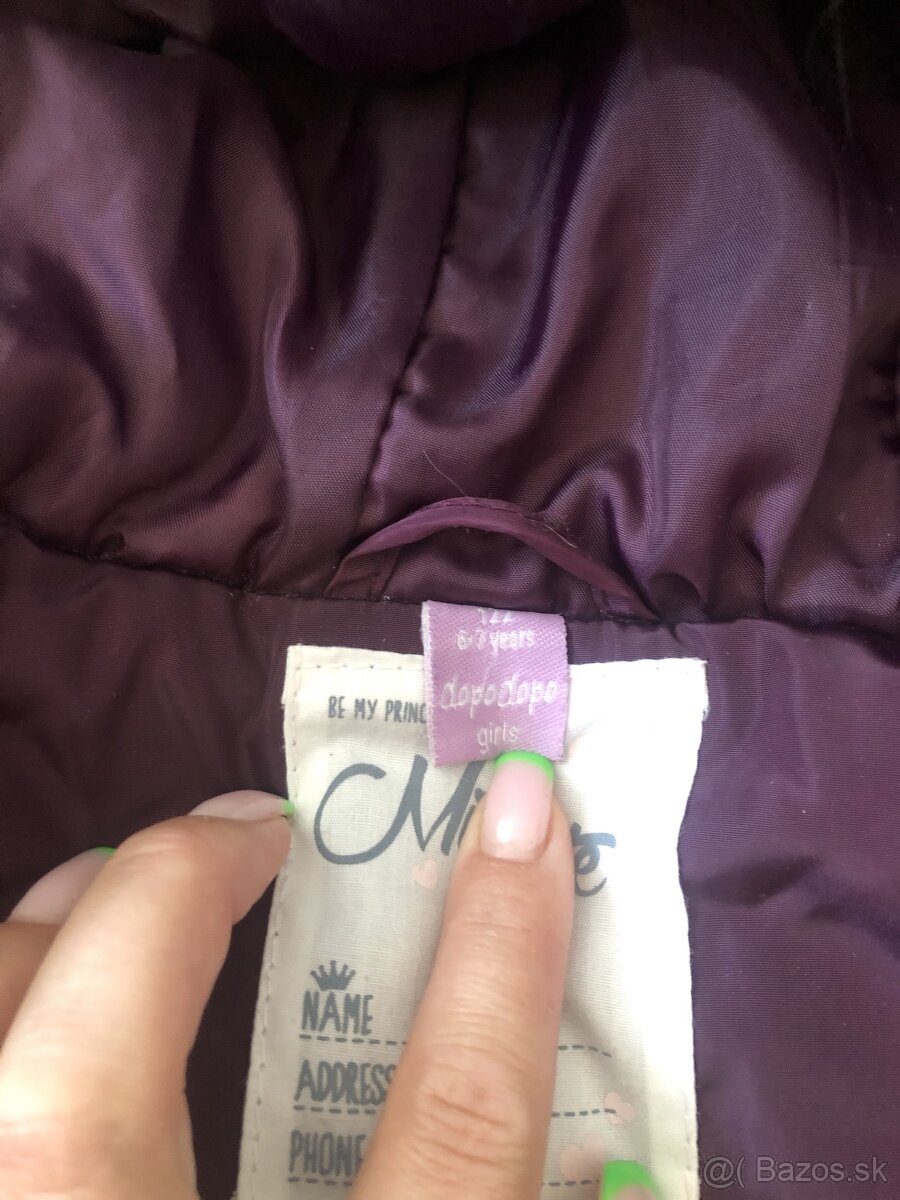 122
6-7 years
dopodopo
girls
BE MY PRINC
NAME
ADDRESS
PHONE
Bazos.sk